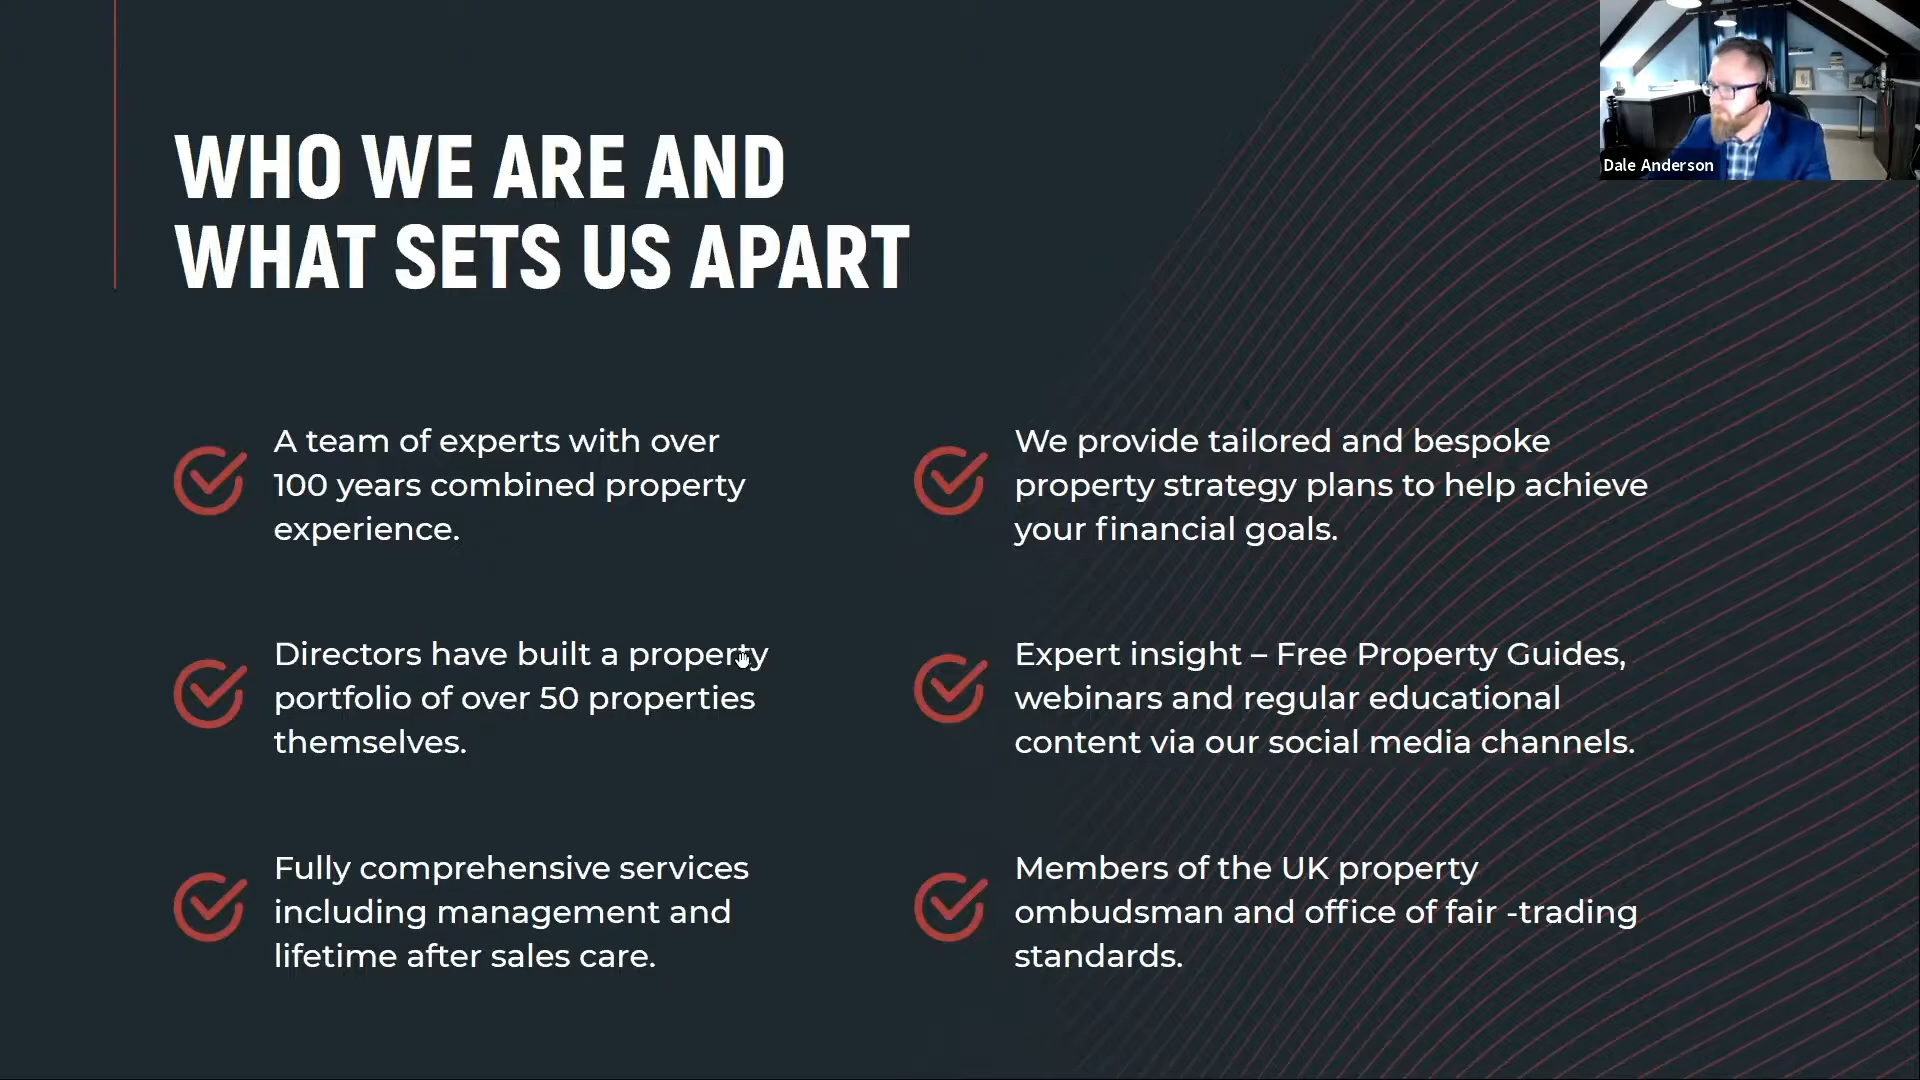 WHO WE ARE AND
WHAT SETS US APART
A team of experts with over
100 years combined property
experience.
Directors have built a property
portfolio of over 50 properties
themselves.
Fully comprehensive services
including management and
lifetime after sales care.
We provide tailored and bespoke
property strategy plans to help achieve
your financial goals.
Expert insight – Free Property Guides,
webinars and regular educational
content via our social media channels.
Members of the UK property
ombudsman and office of fair -trading
standards.
Dale Anderson